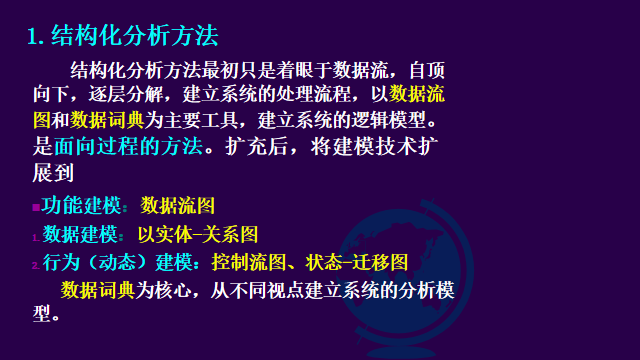 1.结构化分析方法
结构化分析方法最初只是着眼于数据流，自顶
向下，逐层分解，建立系统的处理流程，以数据流
图和数据词典为主要工具，建立系统的逻辑模型。
是面向过程的方法。扩充后，将建模技术扩
展到
■功能建模：数据流图
1.数据建模：以实体-关系图
2.行为（动态）建模：控制流图、状态-迁移图
数据词典为核心，从不同视点建立系统的分析模
型。